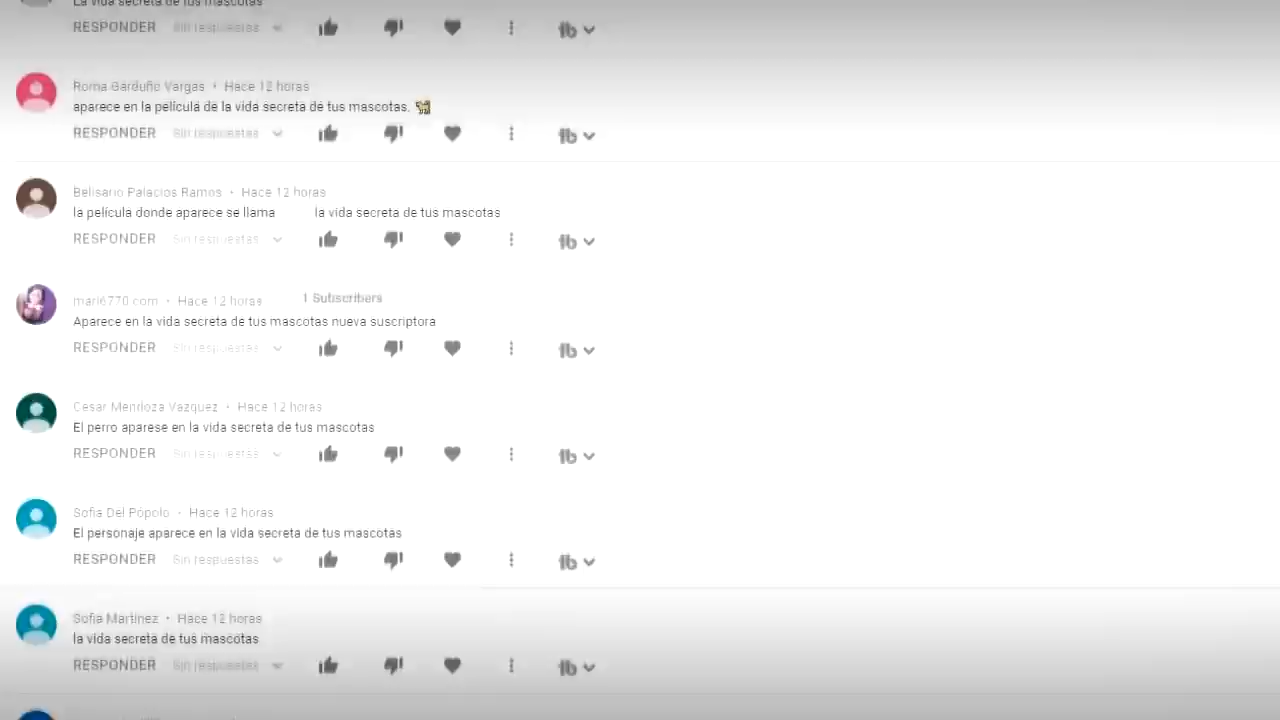 La vida secreta de tus mascotas
RESPONDER Sin respuestas
Roma Garduño Vargas • Hace 12 horas
aparece en la película de la vida secreta de tus mascotas. 🐕
RESPONDER Sin respuestas
Belisario Palacios Ramos • Hace 12 horas
la película donde aparece se llama la vida secreta de tus mascotas
RESPONDER Sin respuestas
mari6770 com • Hace 12 horas 1 Subscribers
Aparece en la vida secreta de tus mascotas nueva suscriptora
RESPONDER Sin respuestas
Cesar Mendoza Vazquez • Hace 12 horas
El perro aparese en la vida secreta de tus mascotas
RESPONDER Sin respuestas
Sofia Del Pópolo • Hace 12 horas
El personaje aparece en la vida secreta de tus mascotas
RESPONDER Sin respuestas
Sofia Martinez • Hace 12 horas
la vida secreta de tus mascotas
RESPONDER Sin respuestas